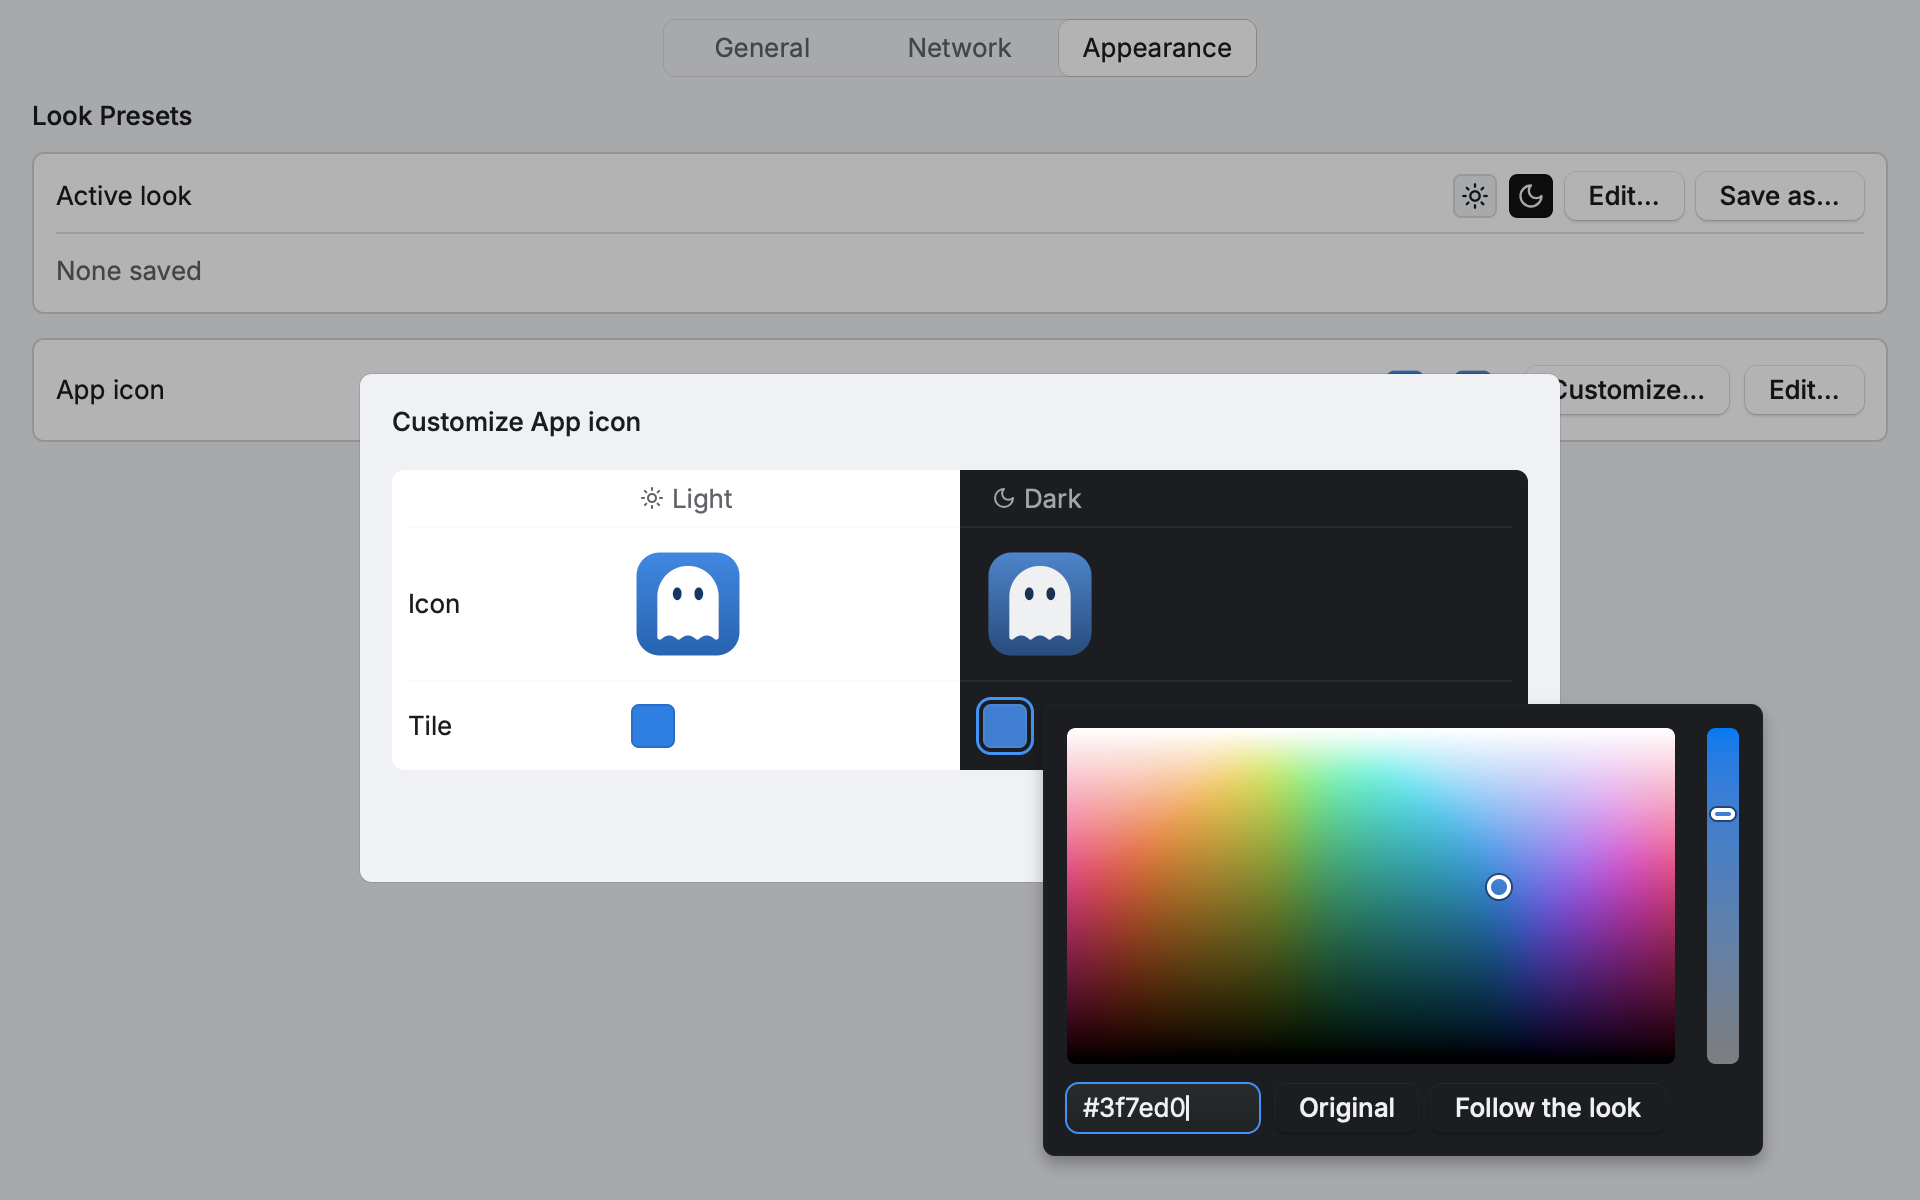 General Network Appearance
Look Presets
Active look Edit... Save as...
None saved
App icon Customize... Edit...
Customize App icon
Light Dark
Icon
Tile
#3f7ed0 Original Follow the look